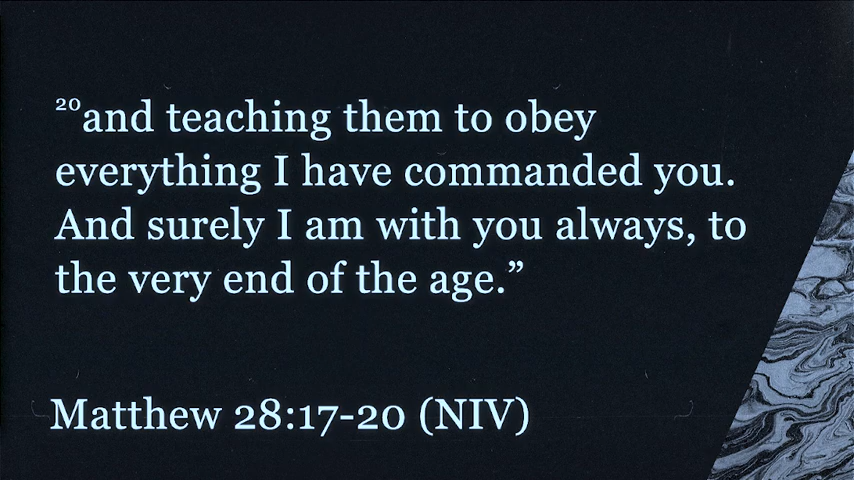 ²⁰and teaching them to obey
everything I have commanded you.
And surely I am with you always, to
the very end of the age.”
Matthew 28:17-20 (NIV)